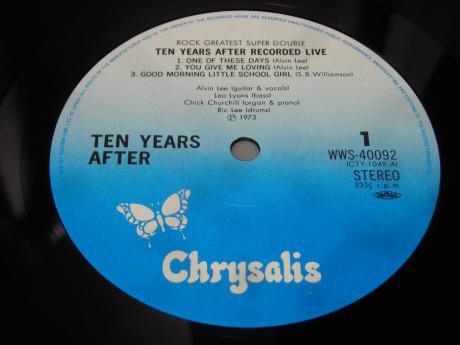 ROCK GREATEST SUPER DOUBLE
TEN YEARS AFTER RECORDED LIVE
1. ONE OF THESE DAYS (Alvin Lee)
2. YOU GIVE ME LOVING (Alvin Lee)
3. GOOD MORNING LITTLE SCHOOL GIRL (S.B. Williamson)
Alvin Lee (guitar & vocals)
Leo Lyons (bass)
Chick Churchill (organ & piano)
Ric Lee (drums)
Ⓟ 1973
TEN YEARS
AFTER
1
WWS-40092
(CTY-1049-A)
STEREO
33⅓ r.p.m.
Chrysalis